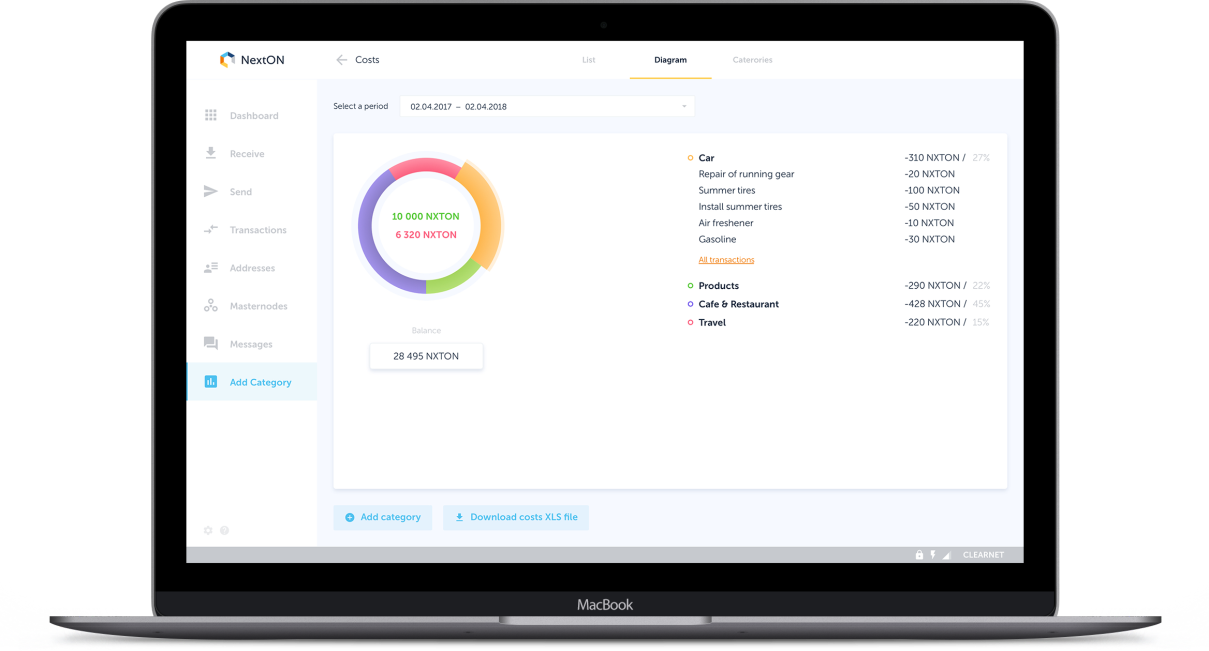 NextON
Costs
List
Diagram
Caterories
Dashboard
Receive
Send
Transactions
Addresses
Masternodes
Messages
Add Category
Select a period
02.04.2017 – 02.04.2018
10 000 NXTON
6 320 NXTON
Balance
28 495 NXTON
Car -310 NXTON / 27%
Repair of running gear -20 NXTON
Summer tires -100 NXTON
Install summer tires -50 NXTON
Air freshener -10 NXTON
Gasoline -30 NXTON
All transactions
Products -290 NXTON / 22%
Cafe & Restaurant -428 NXTON / 45%
Travel -220 NXTON / 15%
Add category
Download costs XLS file
CLEARNET
MacBook